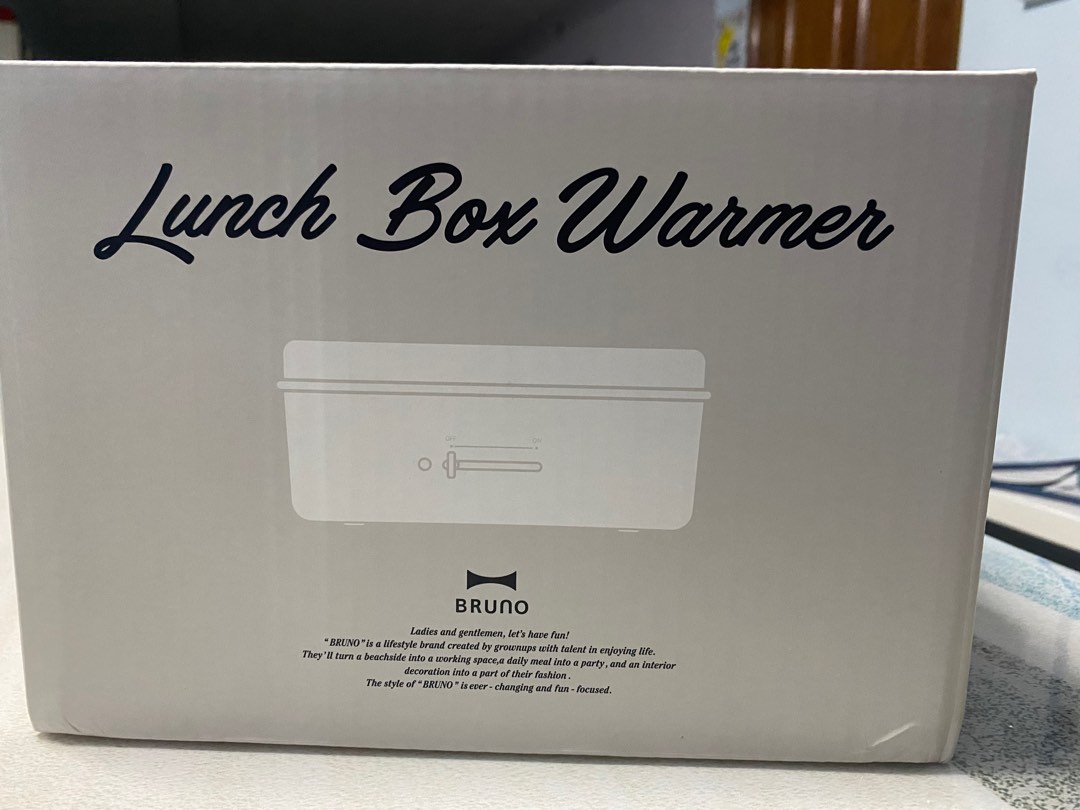 Lunch Box Warmer
OFF ON
BRUNO
Ladies and gentlemen, let's have fun!
"BRUNO" is a lifestyle brand created by grownups with talent in enjoying life.
They'll turn a beachside into a working space,a daily meal into a party, and an interior
decoration into a part of their fashion.
The style of "BRUNO" is ever - changing and fun - focused.